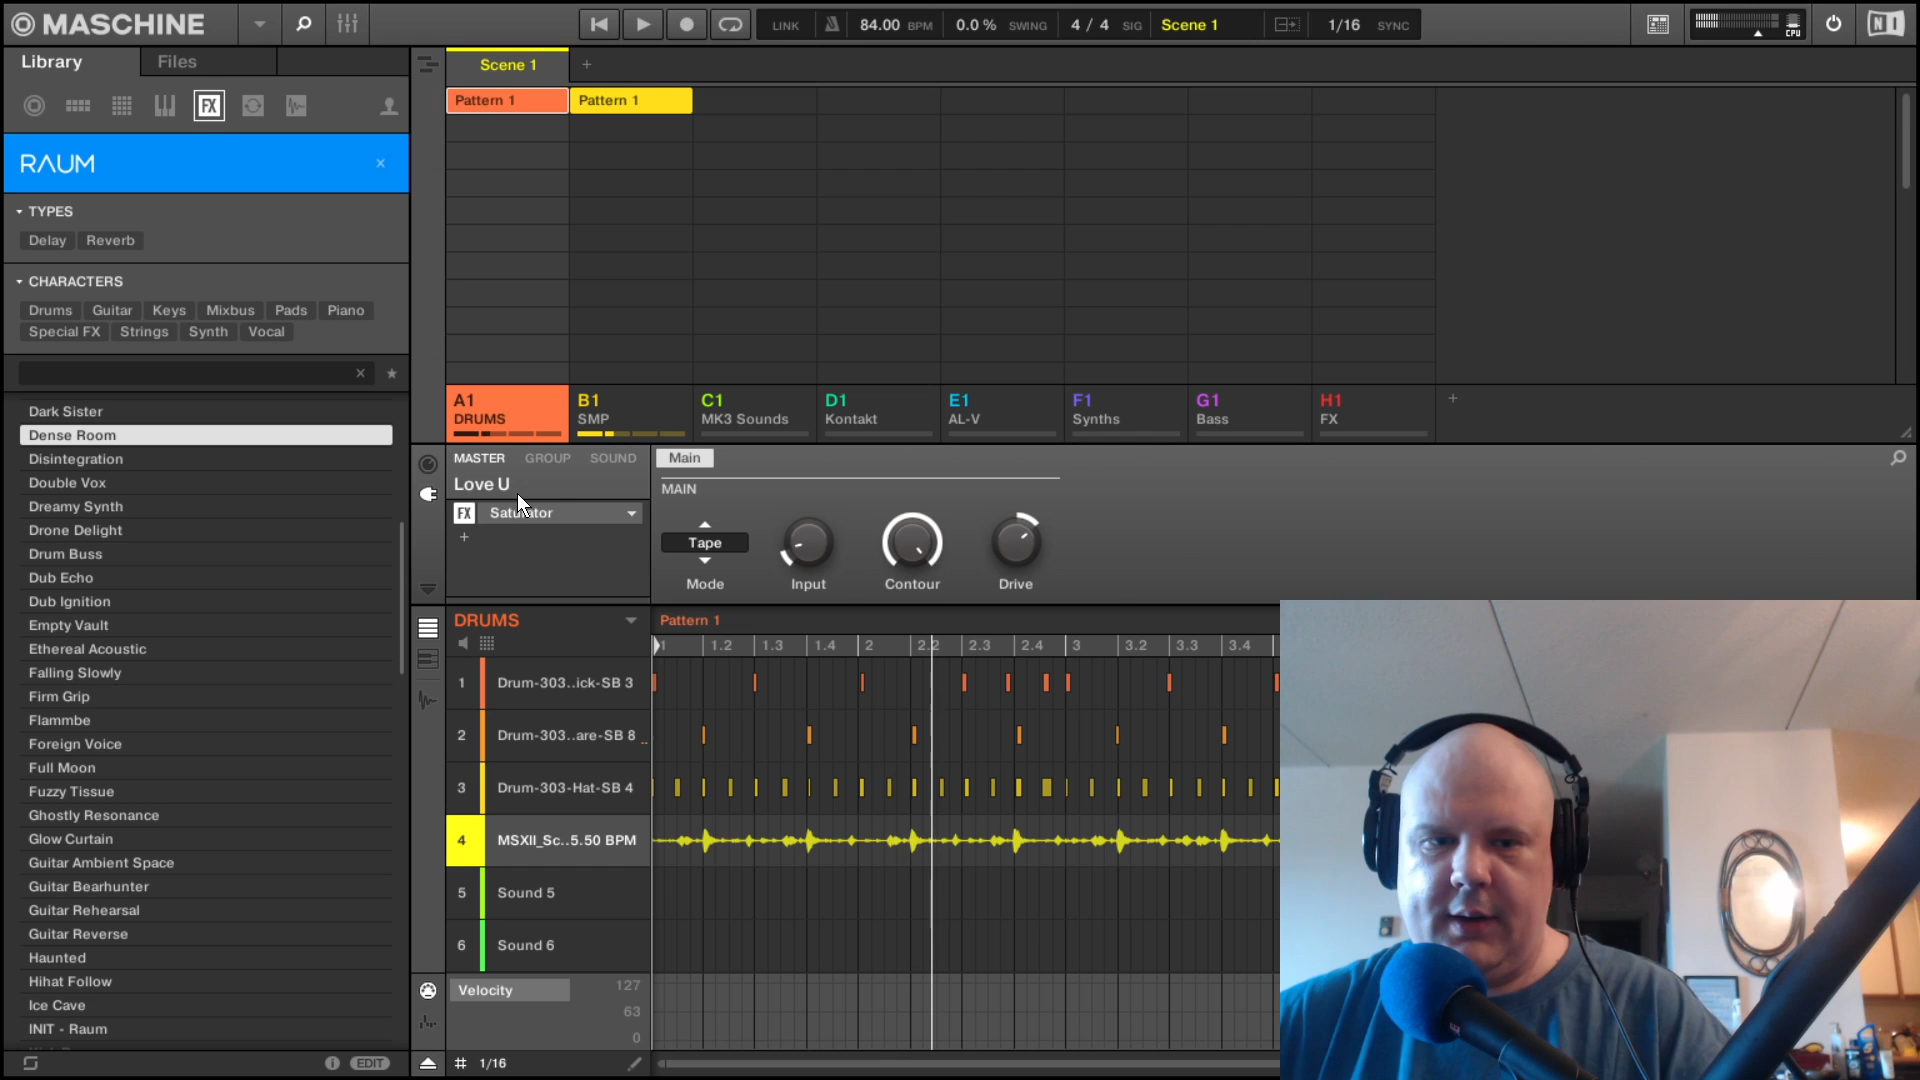 MASCHINE
LINK
84.00 BPM
0.0 % SWING
4 / 4 SIG
Scene 1
1/16 SYNC
CPU
Library
Files
FX
RAUM
TYPES
Delay
Reverb
CHARACTERS
Drums
Guitar
Keys
Mixbus
Pads
Piano
Special FX
Strings
Synth
Vocal
Dark Sister
Dense Room
Disintegration
Double Vox
Dreamy Synth
Drone Delight
Drum Buss
Dub Echo
Dub Ignition
Empty Vault
Ethereal Acoustic
Falling Slowly
Firm Grip
Flammbe
Foreign Voice
Full Moon
Fuzzy Tissue
Ghostly Resonance
Glow Curtain
Guitar Ambient Space
Guitar Bearhunter
Guitar Rehearsal
Guitar Reverse
Haunted
Hihat Follow
Ice Cave
INIT - Raum
EDIT
Scene 1
Pattern 1
Pattern 1
A1
DRUMS
B1
SMP
C1
MK3 Sounds
D1
Kontakt
E1
AL-V
F1
Synths
G1
Bass
H1
FX
MASTER
GROUP
SOUND
Love U
FX
Saturator
Main
MAIN
Tape
Mode
Input
Contour
Drive
DRUMS
Pattern 1
1 1.2 1.3 1.4 2 2.2 2.3 2.4 3 3.2 3.3 3.4
1 Drum-303..ick-SB 3
2 Drum-303..are-SB 8
3 Drum-303-Hat-SB 4
4 MSXII_Sc..5.50 BPM
5 Sound 5
6 Sound 6
Velocity
127
63
0
1/16